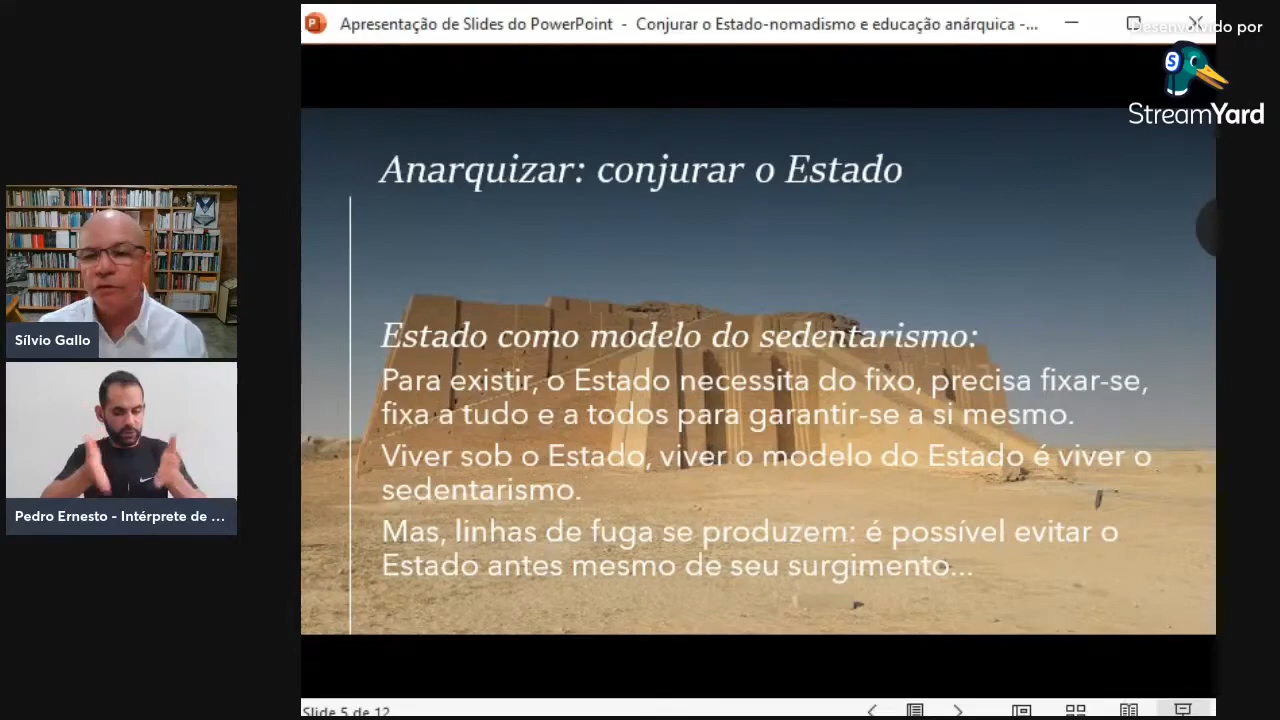 Apresentação de Slides do PowerPoint - Conjurar o Estado-nomadismo e educação anárquica -...
Desenvolvido por
StreamYard
Anarquizar: conjurar o Estado
Estado como modelo do sedentarismo:
Para existir, o Estado necessita do fixo, precisa fixar-se,
fixa a tudo e a todos para garantir-se a si mesmo.
Viver sob o Estado, viver o modelo do Estado é viver o
sedentarismo.
Mas, linhas de fuga se produzem: é possível evitar o
Estado antes mesmo de seu surgimento...
Sílvio Gallo
Pedro Ernesto - Intérprete de ...
Slide 5 de 12